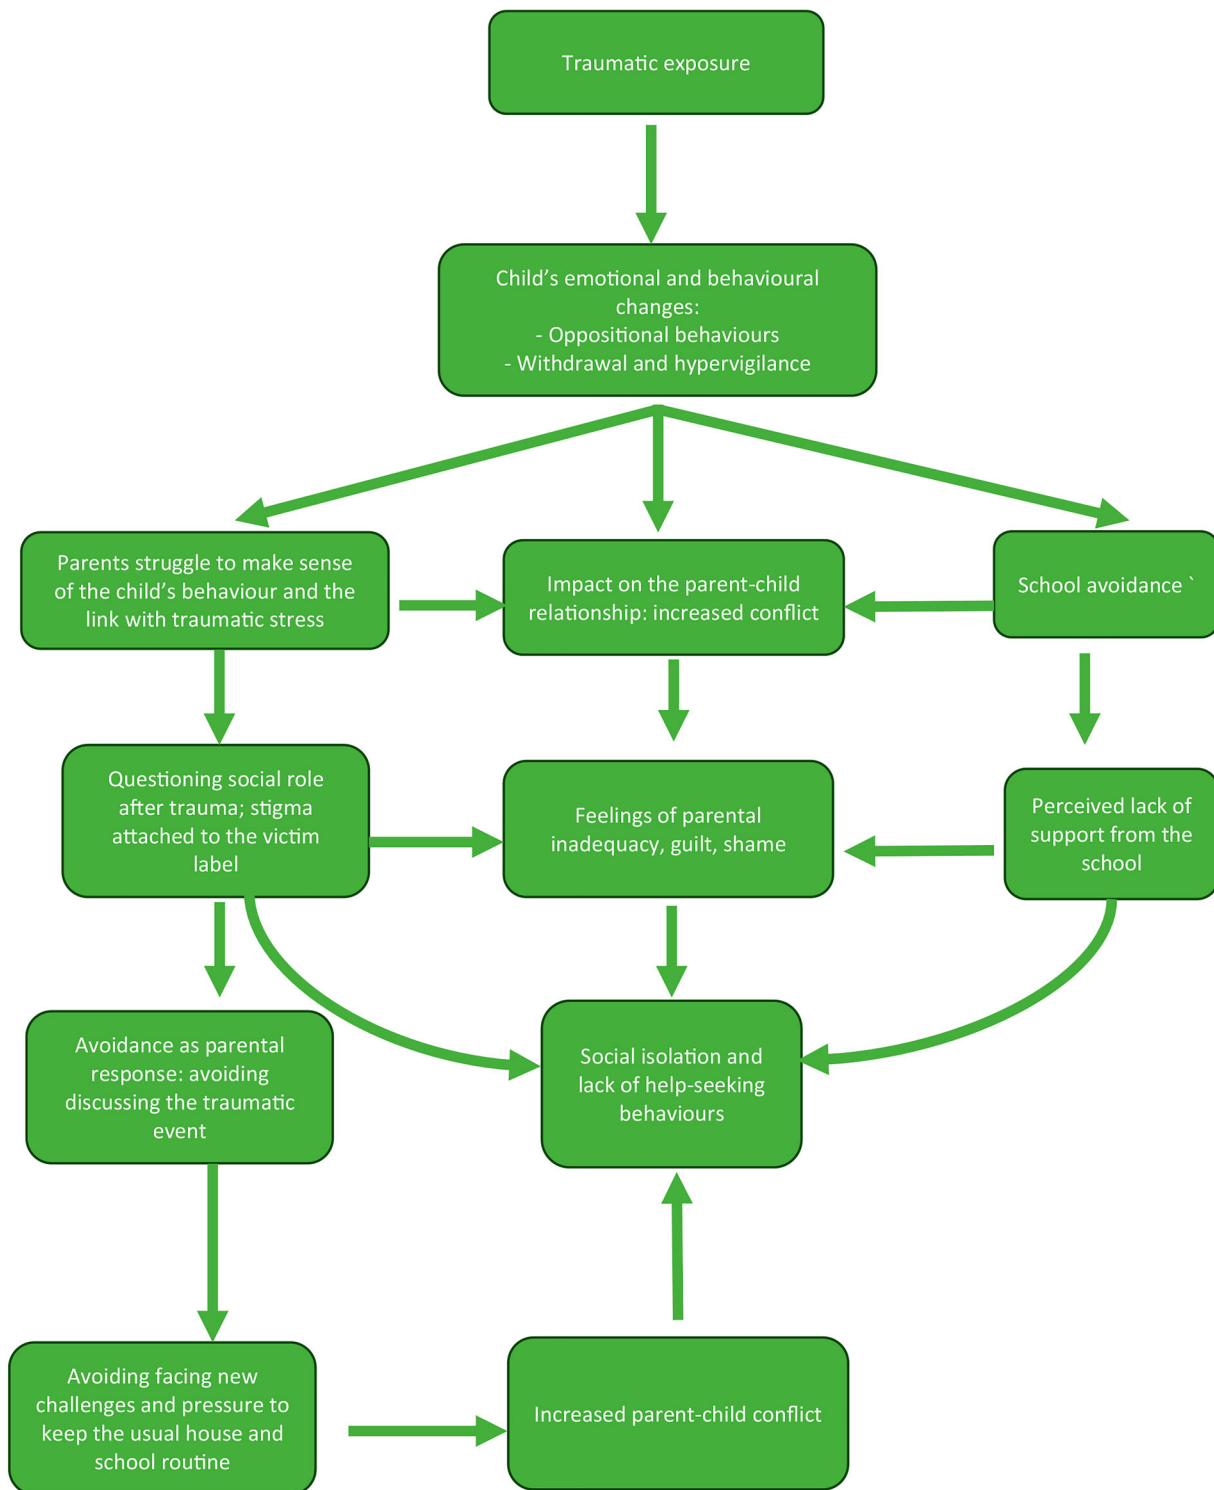 Traumatic exposure
Child’s emotional and behavioural
changes:
- Oppositional behaviours
- Withdrawal and hypervigilance
Parents struggle to make sense
of the child’s behaviour and the
link with traumatic stress
Impact on the parent-child
relationship: increased conflict
School avoidance `
Questioning social role
after trauma; stigma
attached to the victim
label
Feelings of parental
inadequacy, guilt, shame
Perceived lack of
support from the
school
Avoidance as parental
response: avoiding
discussing the traumatic
event
Social isolation and
lack of help-seeking
behaviours
Avoiding facing new
challenges and pressure to
keep the usual house and
school routine
Increased parent-child conflict